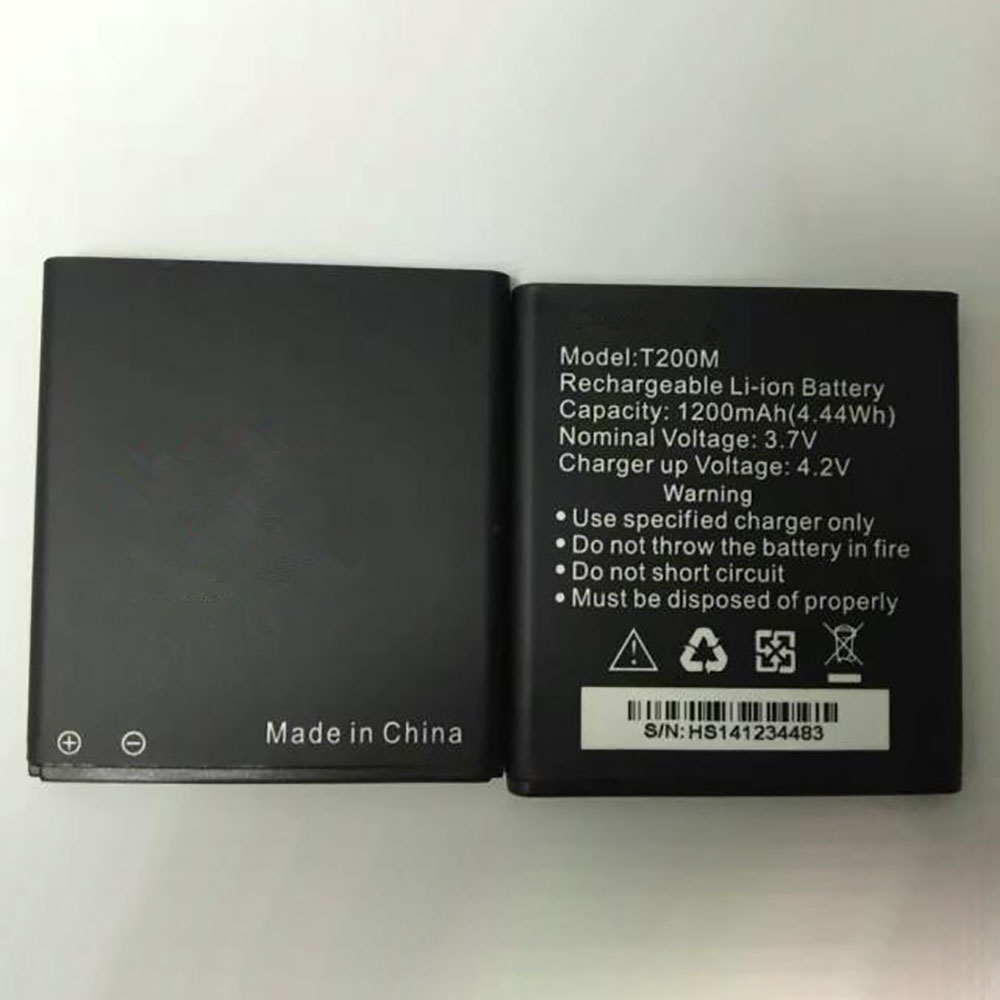 Made in China
Model:T200M
Rechargeable Li-ion Battery
Capacity: 1200mAh(4.44Wh)
Nominal Voltage: 3.7V
Charger up Voltage: 4.2V
Warning
• Use specified charger only
• Do not throw the battery in fire
• Do not short circuit
• Must be disposed of properly
S/N: HS141234483